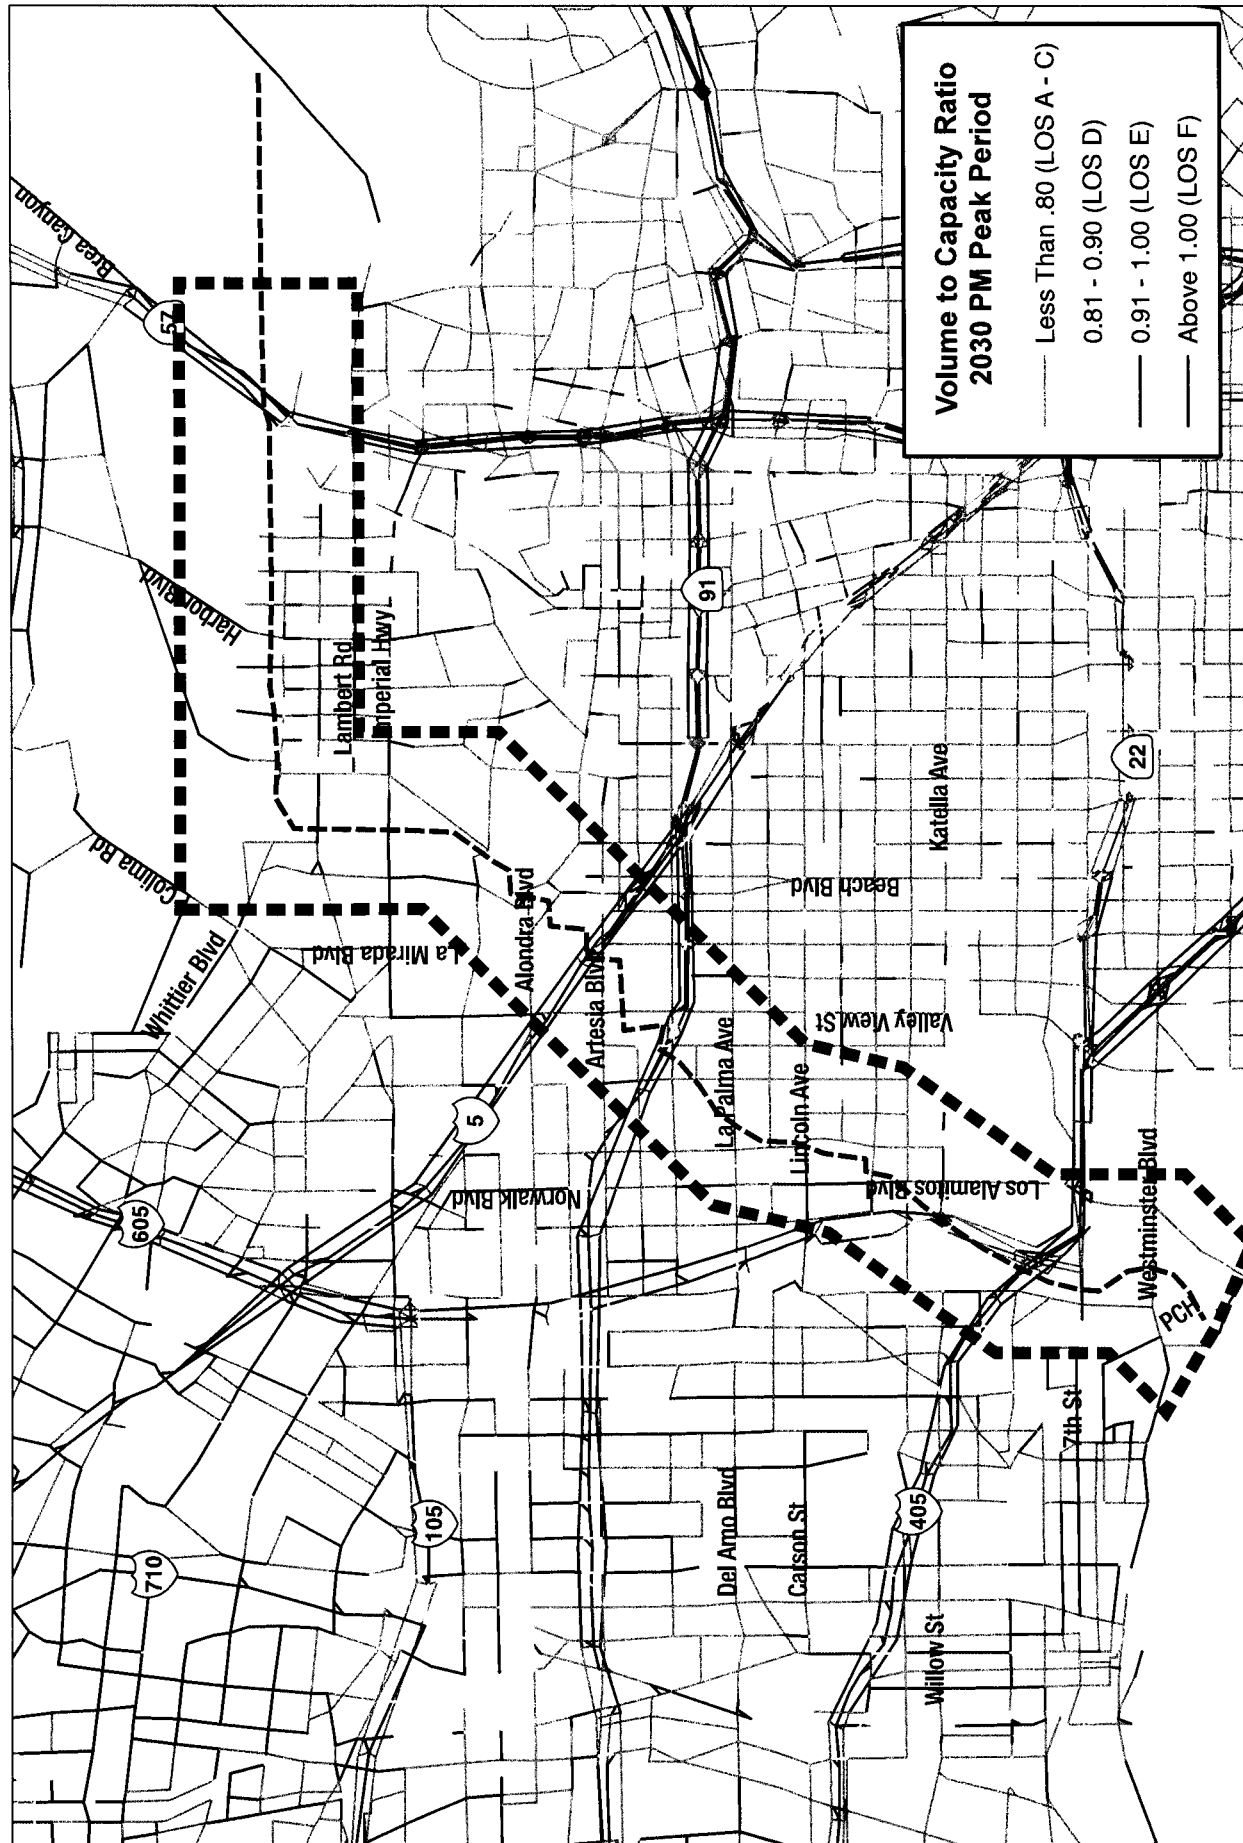 Brea Canyon
57
Harbor Blvd
Colima Rd
Whittier Blvd
La Mirada Blvd
Lambert Rd
Imperial Hwy
Alondra Blvd
Artesia Blvd
605
5
Norwalk Blvd
710
105
91
La Palma Ave
Lincoln Ave
Valley View St
Beach Blvd
Katella Ave
Los Alamitos Blvd
Del Amo Blvd
Carson St
405
Willow St
7th St
Westminster Blvd
PCH
22
Volume to Capacity Ratio
2030 PM Peak Period
Less Than .80 (LOS A - C)
0.81 - 0.90 (LOS D)
0.91 - 1.00 (LOS E)
Above 1.00 (LOS F)